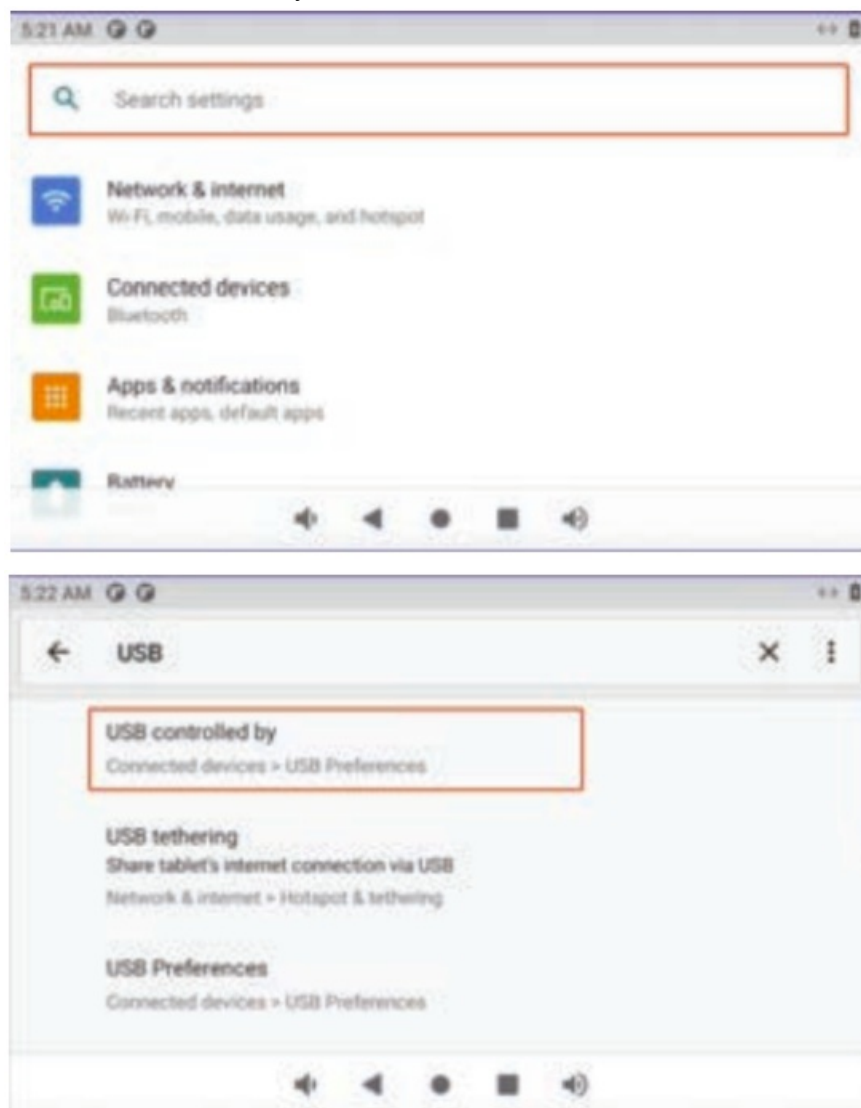 5:21 AM
Search settings
Network & internet
Wi-Fi, mobile, data usage, and hotspot
Connected devices
Bluetooth
Apps & notifications
Recent apps, default apps
Battery
5:22 AM
USB
USB controlled by
Connected devices > USB Preferences
USB tethering
Share tablet's internet connection via USB
Network & internet > Hotspot & tethering
USB Preferences
Connected devices > USB Preferences